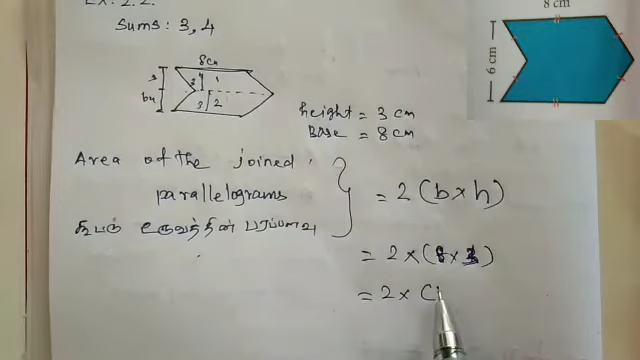 Ex: 2.2.
Sums: 3, 4
8 cm
6 cm
8cm
3
3
1
3
2
height = 3 cm
Base = 8 cm
Area of the joined
parallelograms
கூட்டு உருவத்தின் பரப்பளவு
= 2 (b x h)
= 2 x (8 x 3)
= 2 x (